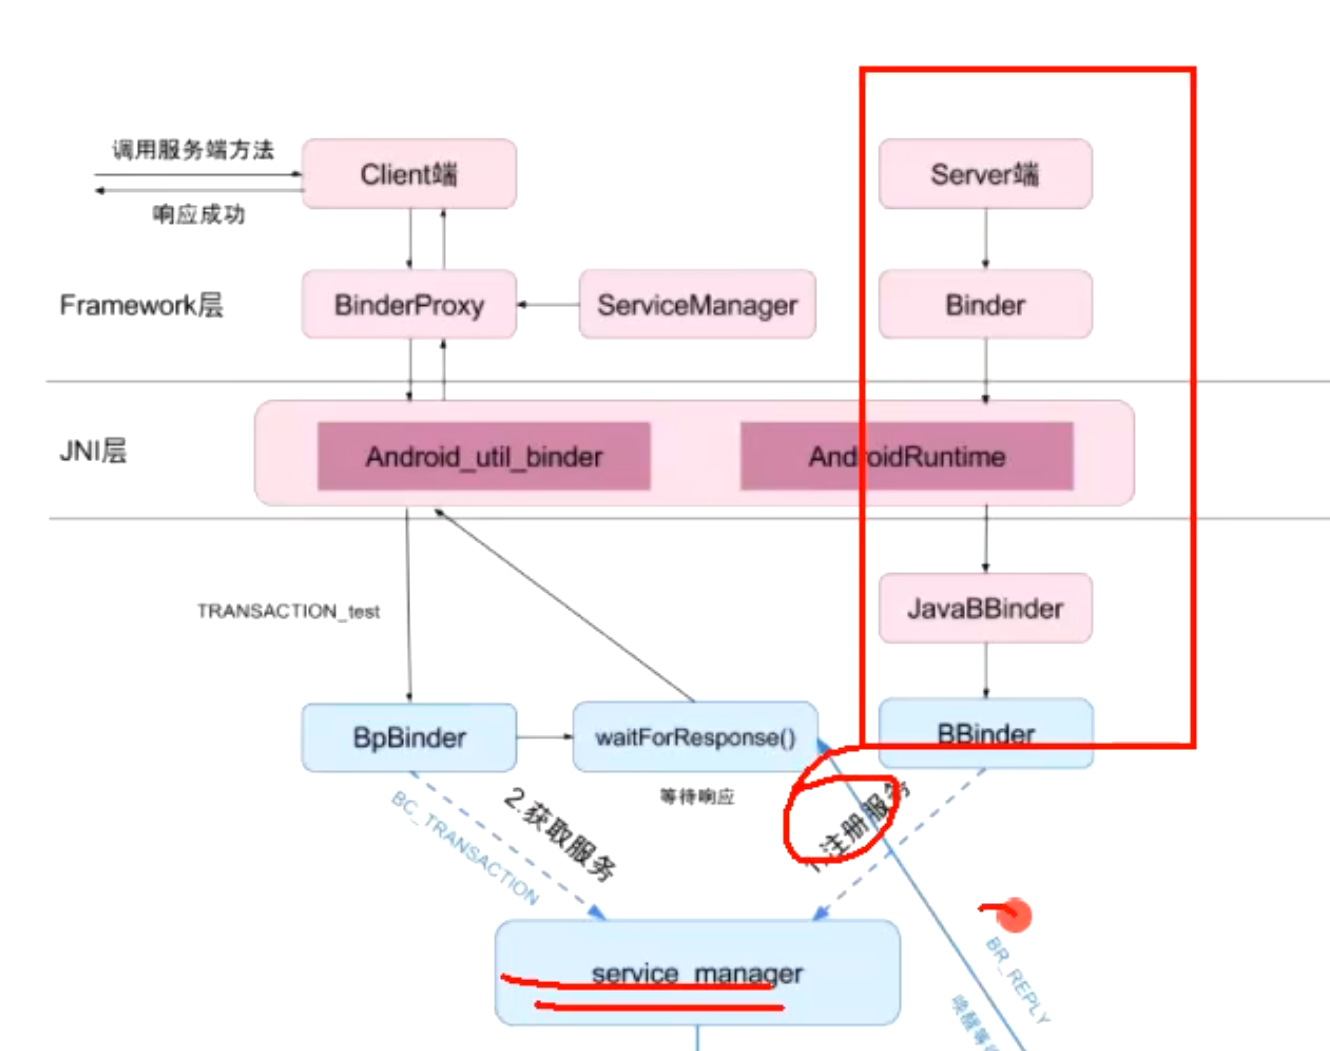 调用服务端方法
Client端
Server端
响应成功
Framework层
BinderProxy
ServiceManager
Binder
JNI层
Android_util_binder
AndroidRuntime
TRANSACTION_test
JavaBBinder
BpBinder
waitForResponse()
BBinder
等待响应
BC_TRANSACTION
2.获取服务
1.注册服务
service_manager
BR_REPLY
唤醒等